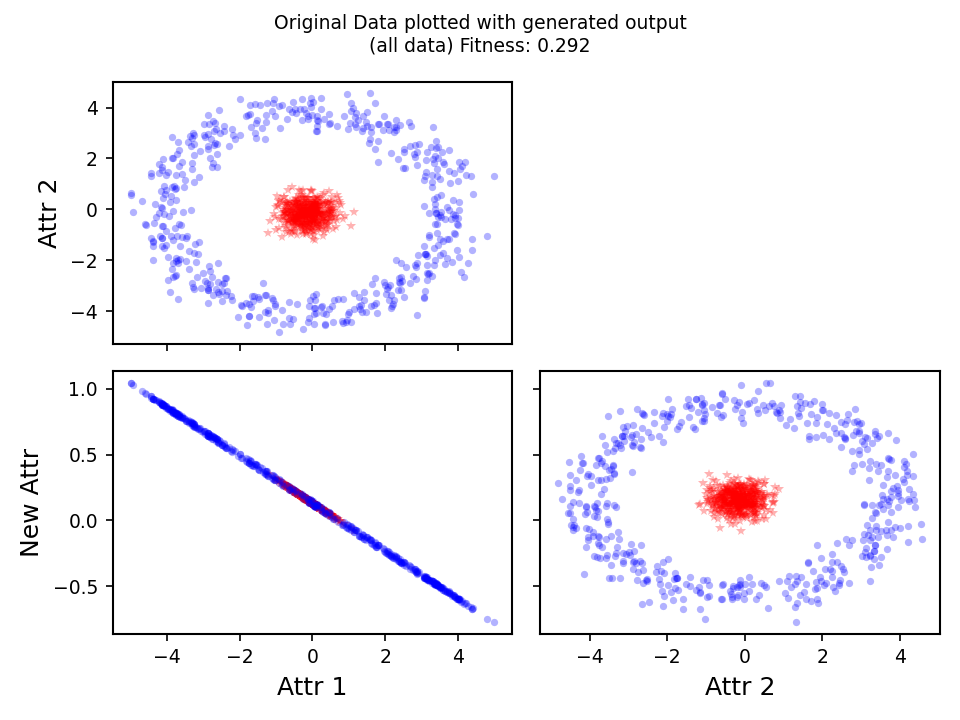 Original Data plotted with generated output
(all data) Fitness: 0.292
4
2
0
−2
−4
Attr 2
1.0
0.5
0.0
−0.5
New Attr
−4 −2 0 2 4
Attr 1
−4 −2 0 2 4
Attr 2